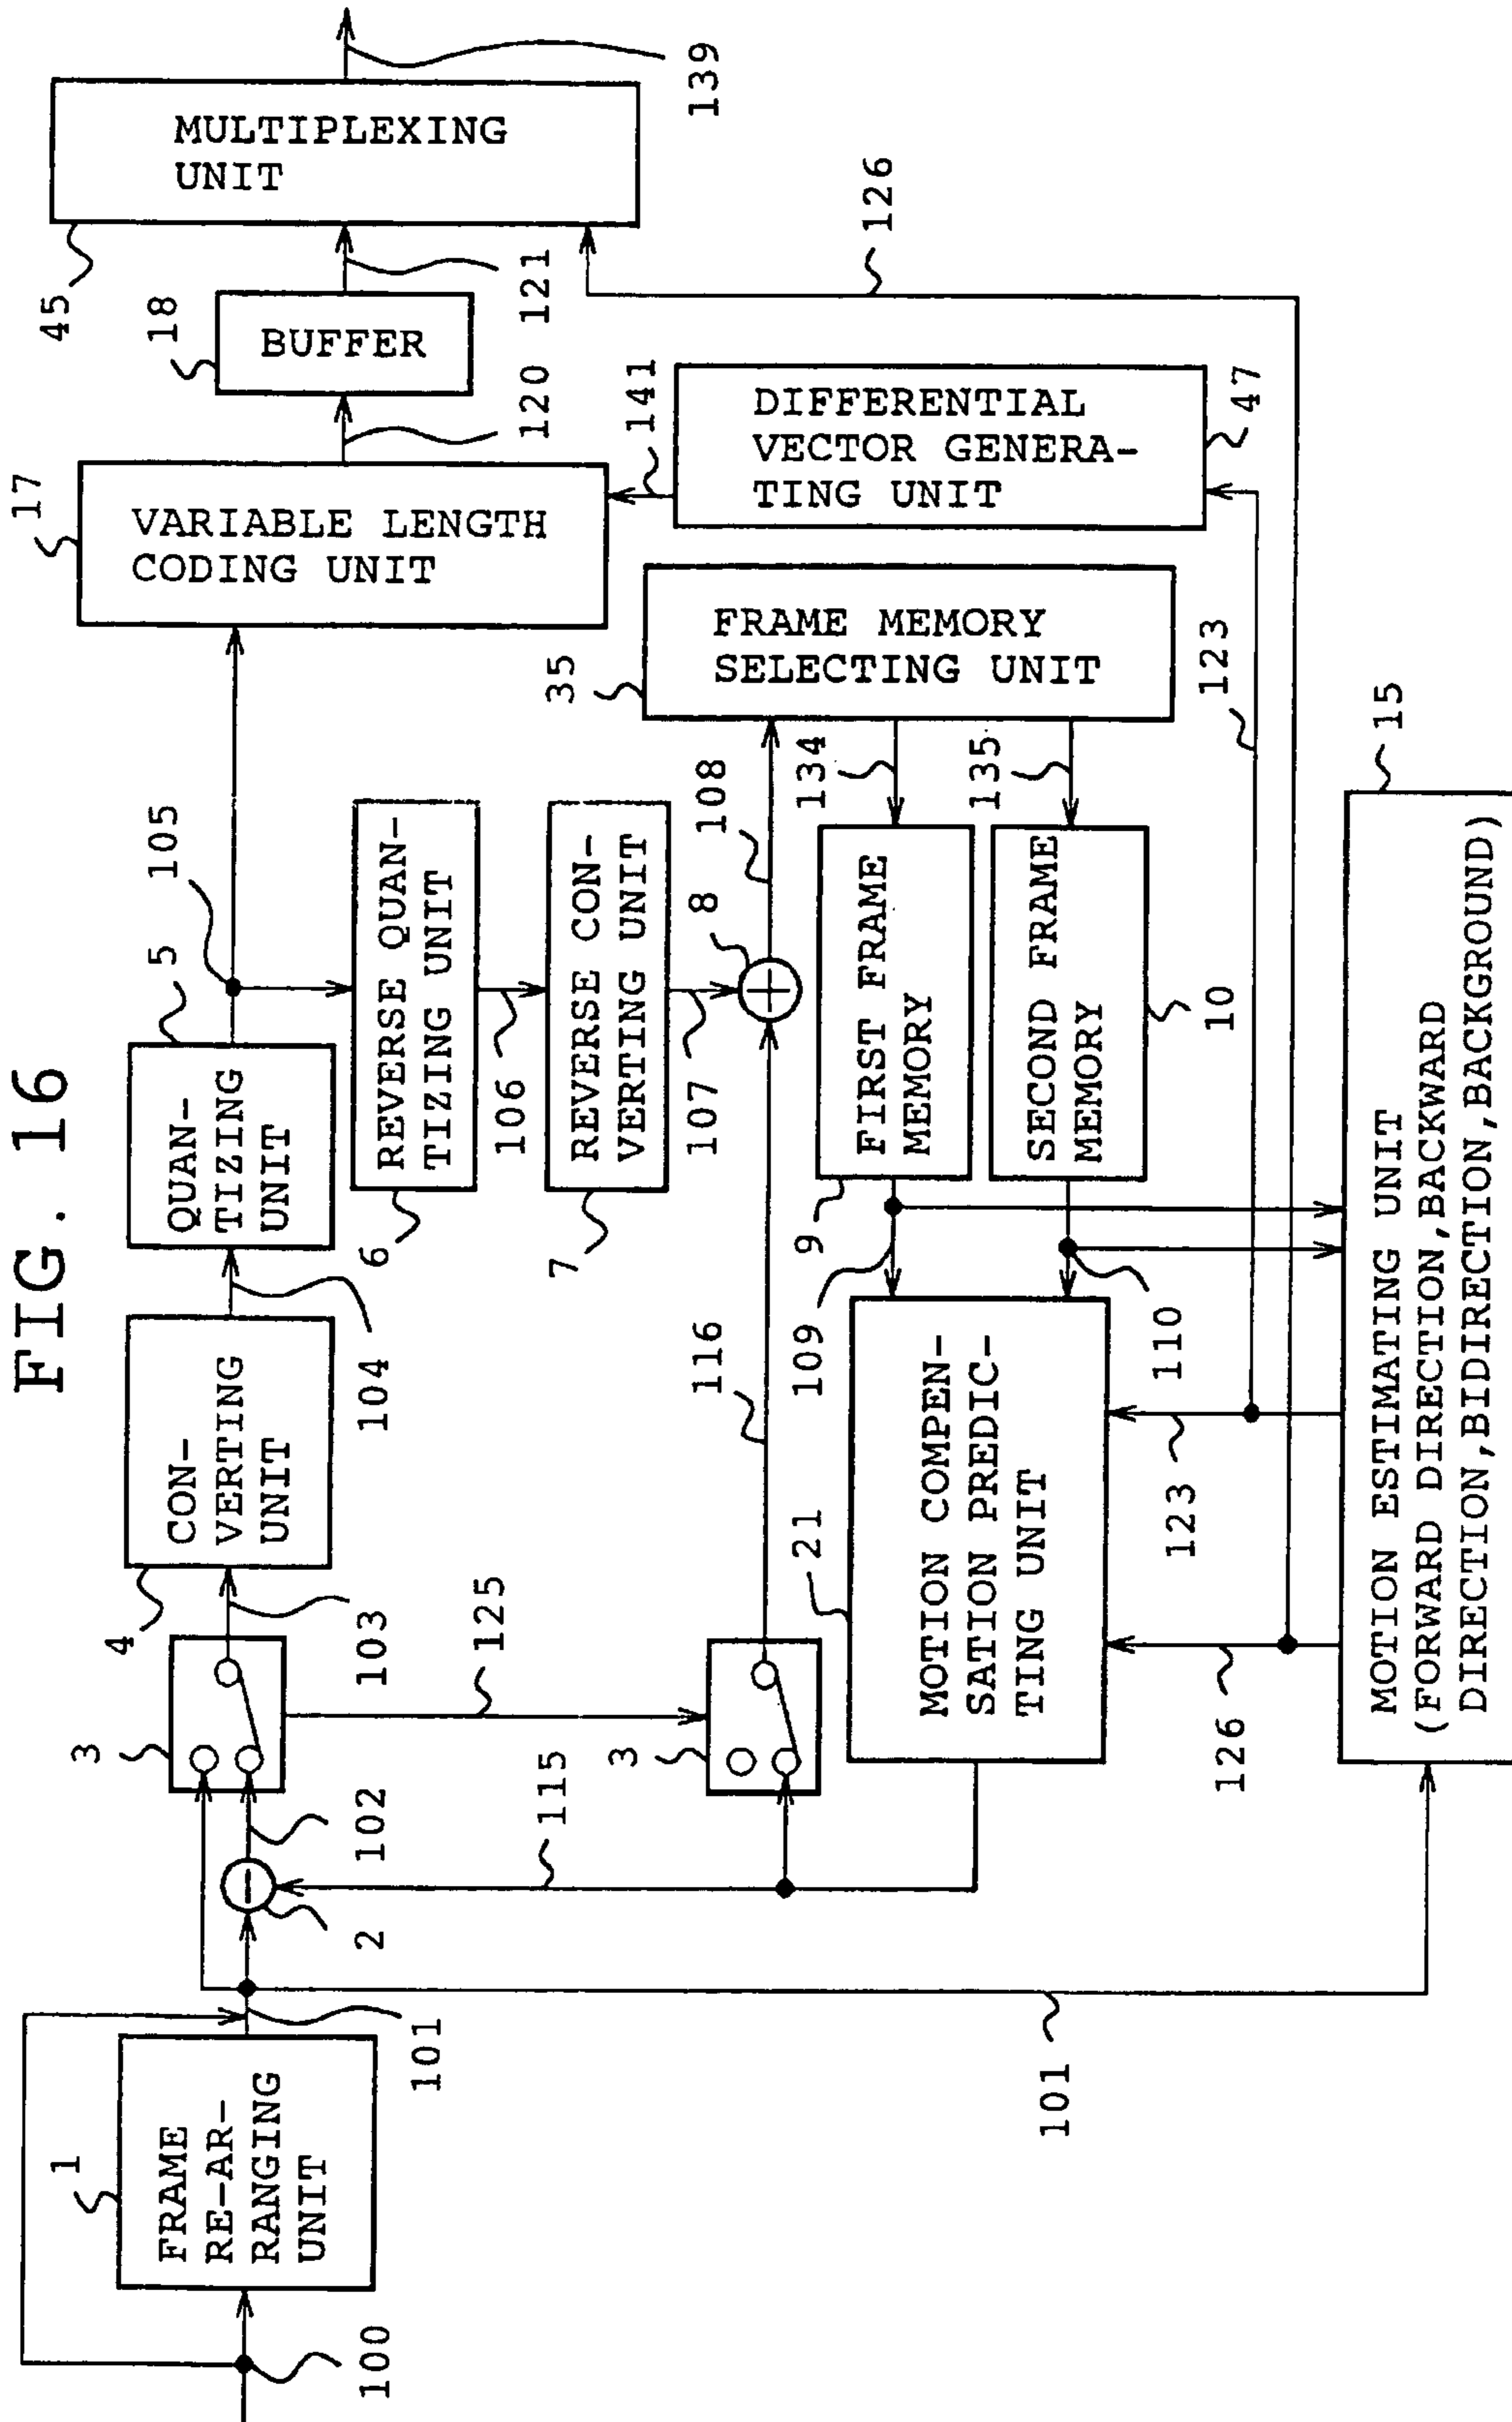 FIG. 16
1
FRAME
RE-AR-
RANGING
UNIT
100
101
2
102
3
103
4
CON-
VERTING
UNIT
104
5
QUAN-
TIZING
UNIT
105
17
VARIABLE LENGTH
CODING UNIT
120
18
BUFFER
121
45
MULTIPLEXING
UNIT
139
6
REVERSE QUAN-
TIZING UNIT
106
7
REVERSE CON-
VERTING UNIT
107
8
108
125
115
3
116
35
FRAME MEMORY
SELECTING UNIT
134
135
141
DIFFERENTIAL
VECTOR GENERA-
TING UNIT
47
126
9
FIRST FRAME
MEMORY
109
SECOND FRAME
MEMORY
10
110
21
MOTION COMPEN-
SATION PREDIC-
TING UNIT
101
126
123
123
15
MOTION ESTIMATING UNIT
(FORWARD DIRECTION,BACKWARD
DIRECTION,BIDIRECTION,BACKGROUND)